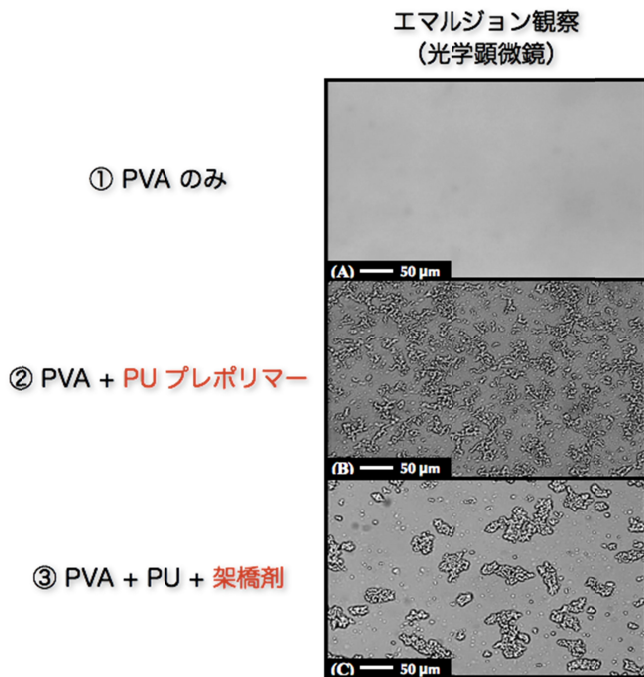 エマルジョン観察
(光学顕微鏡)
① PVA のみ
(A) 50 μm
② PVA + PU プレポリマー
(B) 50 μm
③ PVA + PU + 架橋剤
(C) 50 μm